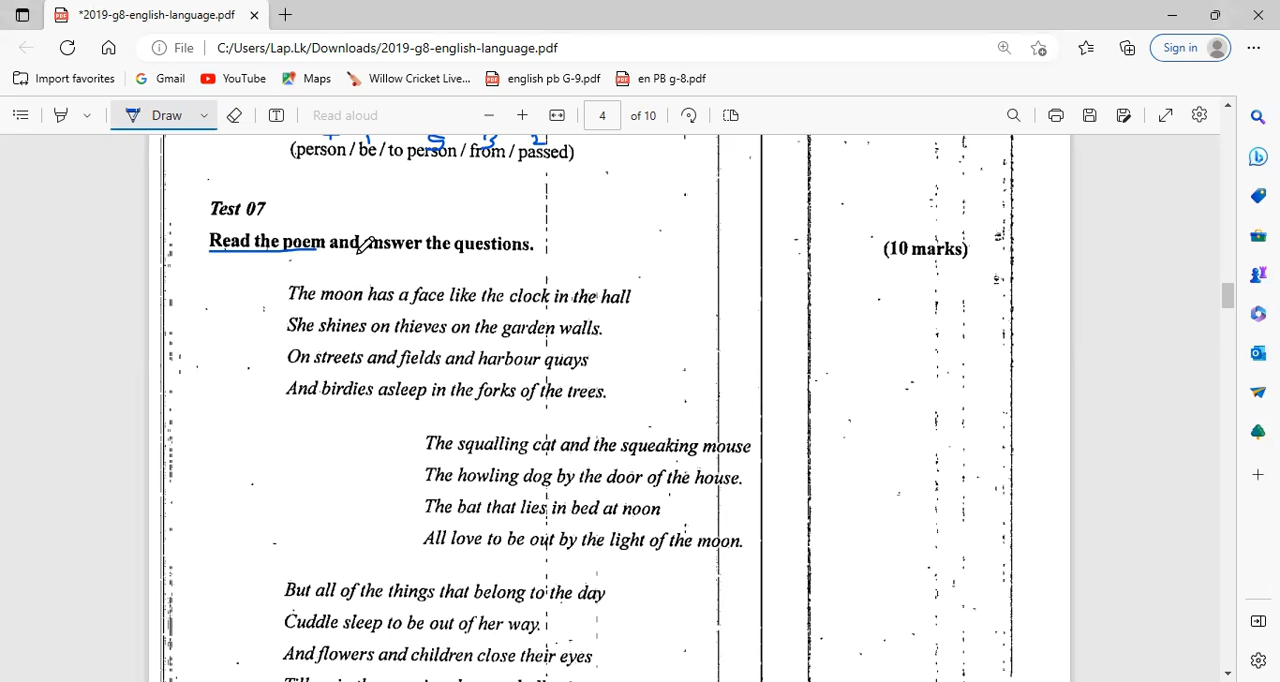 *2019-g8-english-language.pdf
File C:/Users/Lap.Lk/Downloads/2019-g8-english-language.pdf
Sign in
Import favorites Gmail YouTube Maps Willow Cricket Live... english pb G-9.pdf en PB g-8.pdf
Draw Read aloud 4 of 10
5 3 2
(person / be / to person / from / passed)
Test 07
Read the poem and answer the questions.
(10 marks)
The moon has a face like the clock in the hall
She shines on thieves on the garden walls.
On streets and fields and harbour quays
And birdies asleep in the forks of the trees.
The squalling cat and the squeaking mouse
The howling dog by the door of the house.
The bat that lies in bed at noon
All love to be out by the light of the moon.
But all of the things that belong to the day
Cuddle sleep to be out of her way.
And flowers and children close their eyes